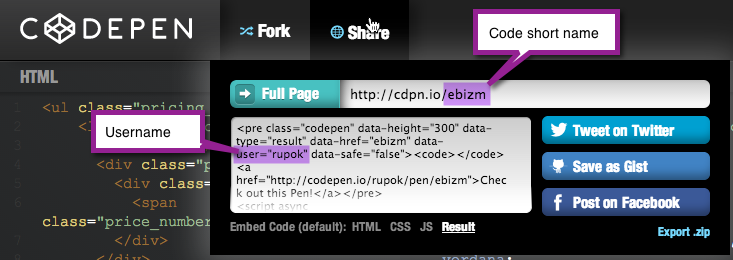 CODEPEN
Fork
Share
Code short name
HTML
Full Page
http://cdpn.io/ebizm
<ul class="pricing_
Username
<pre class="codepen" data-height="300" data-
type="result" data-href="ebizm" data-
user="rupok" data-safe="false"><code></code>
<a
href="http://codepen.io/rupok/pen/ebizm">Chec
k out this Pen!</a></pre>
<script async
Tweet on Twitter
Save as Gist
Post on Facebook
<div class="p
<div class=
<span
class="price_number
</div>
</div>
Embed Code (default): HTML CSS JS Result
Export .zip